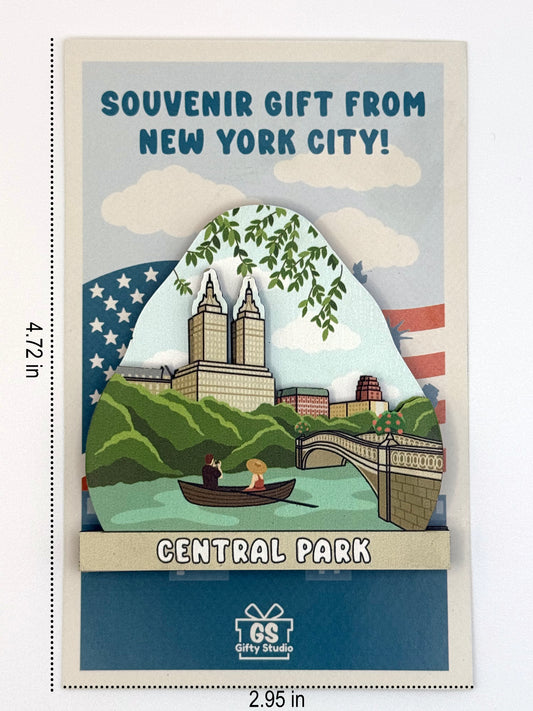 SOUVENIR GIFT FROM
NEW YORK CITY!
4.72 in
CENTRAL PARK
GS
Gifty Studio
2.95 in